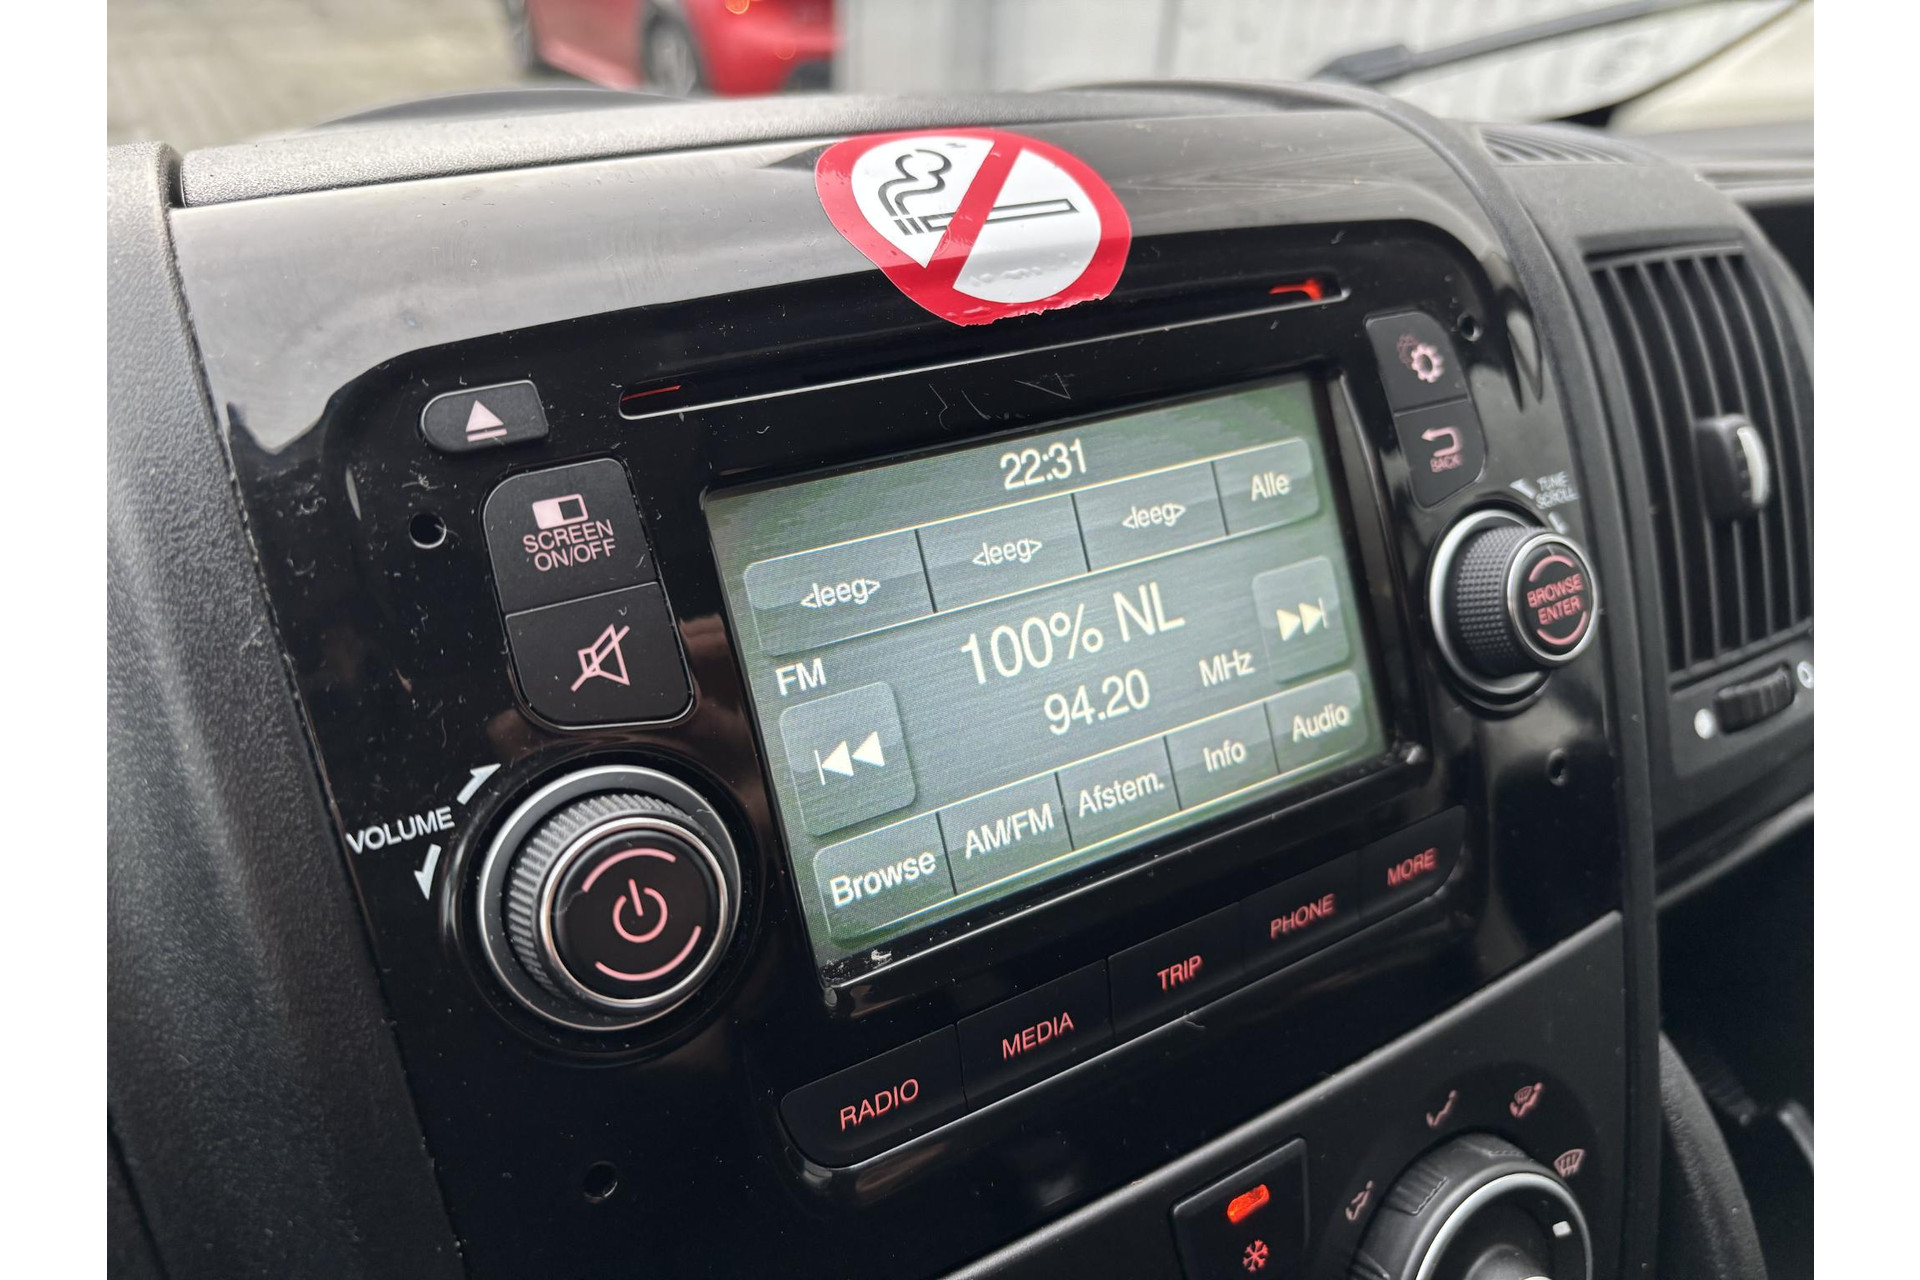 22:31
<leeg> <leeg> <leeg> Alle
100% NL
FM 94.20 MHz
Browse AM/FM Afstem. Info Audio
SCREEN
ON/OFF
VOLUME
BACK
TUNE
SCROLL
BROWSE
ENTER
RADIO MEDIA TRIP PHONE MORE